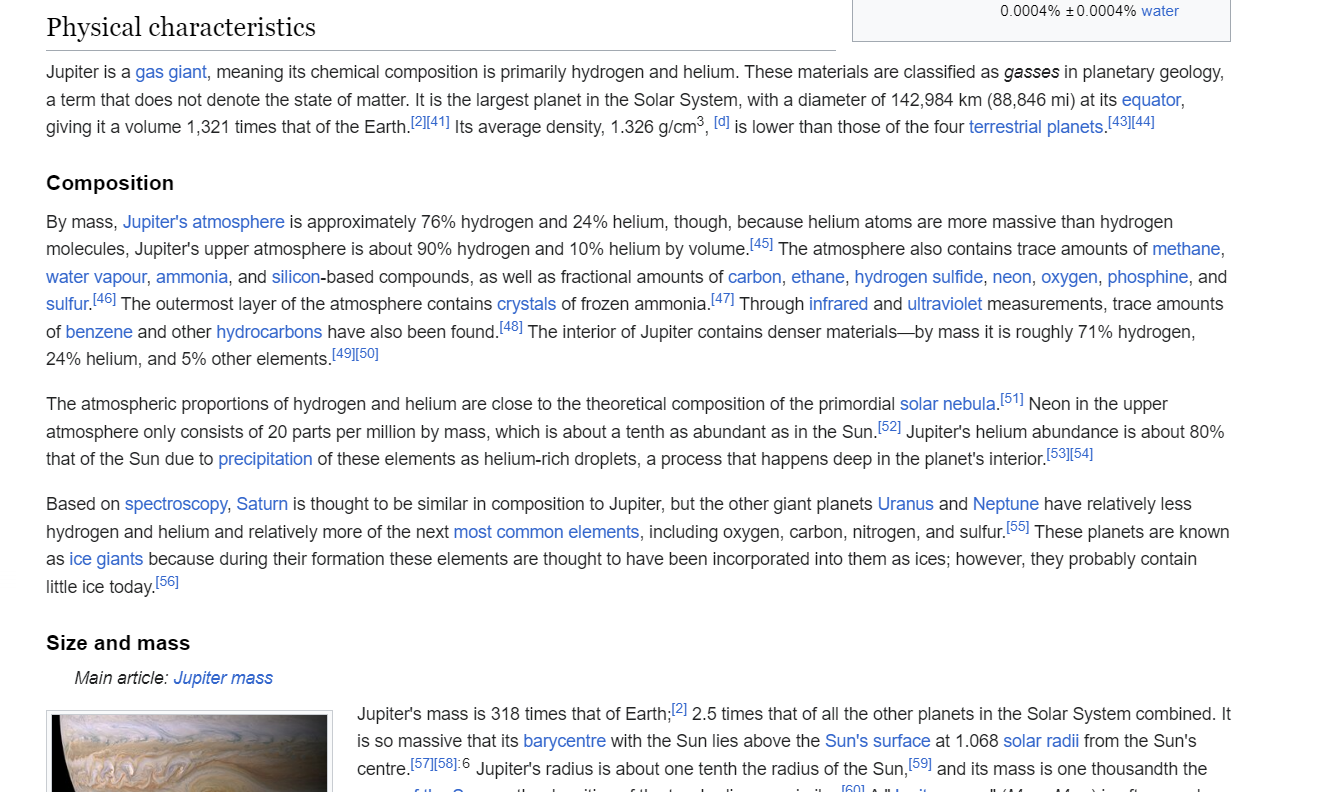 0.0004% ±0.0004% water
Physical characteristics
Jupiter is a gas giant, meaning its chemical composition is primarily hydrogen and helium. These materials are classified as gasses in planetary geology,
a term that does not denote the state of matter. It is the largest planet in the Solar System, with a diameter of 142,984 km (88,846 mi) at its equator,
giving it a volume 1,321 times that of the Earth.[2][41] Its average density, 1.326 g/cm3, [d] is lower than those of the four terrestrial planets.[43][44]
Composition
By mass, Jupiter's atmosphere is approximately 76% hydrogen and 24% helium, though, because helium atoms are more massive than hydrogen
molecules, Jupiter's upper atmosphere is about 90% hydrogen and 10% helium by volume.[45] The atmosphere also contains trace amounts of methane,
water vapour, ammonia, and silicon-based compounds, as well as fractional amounts of carbon, ethane, hydrogen sulfide, neon, oxygen, phosphine, and
sulfur.[46] The outermost layer of the atmosphere contains crystals of frozen ammonia.[47] Through infrared and ultraviolet measurements, trace amounts
of benzene and other hydrocarbons have also been found.[48] The interior of Jupiter contains denser materials—by mass it is roughly 71% hydrogen,
24% helium, and 5% other elements.[49][50]
The atmospheric proportions of hydrogen and helium are close to the theoretical composition of the primordial solar nebula.[51] Neon in the upper
atmosphere only consists of 20 parts per million by mass, which is about a tenth as abundant as in the Sun.[52] Jupiter's helium abundance is about 80%
that of the Sun due to precipitation of these elements as helium-rich droplets, a process that happens deep in the planet's interior.[53][54]
Based on spectroscopy, Saturn is thought to be similar in composition to Jupiter, but the other giant planets Uranus and Neptune have relatively less
hydrogen and helium and relatively more of the next most common elements, including oxygen, carbon, nitrogen, and sulfur.[55] These planets are known
as ice giants because during their formation these elements are thought to have been incorporated into them as ices; however, they probably contain
little ice today.[56]
Size and mass
Main article: Jupiter mass
Jupiter's mass is 318 times that of Earth;[2] 2.5 times that of all the other planets in the Solar System combined. It
is so massive that its barycentre with the Sun lies above the Sun's surface at 1.068 solar radii from the Sun's
centre.[57][58]:6 Jupiter's radius is about one tenth the radius of the Sun,[59] and its mass is one thousandth the